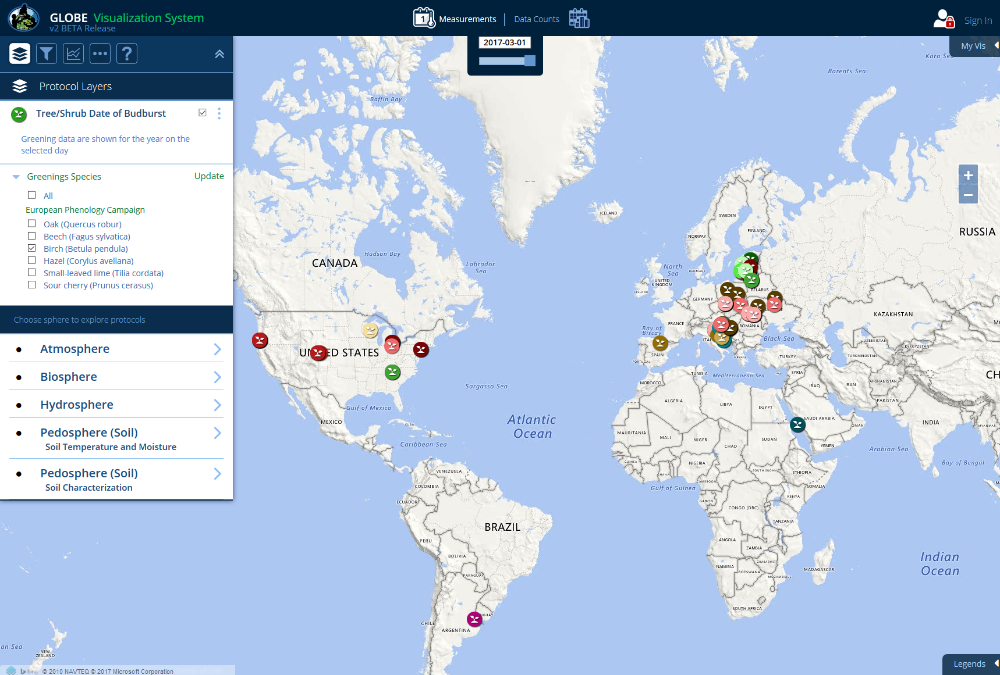 GLOBE Visualization System
v2 BETA Release
1
Measurements
Data Counts
Sign In
2017-03-01
My Vis
?
Protocol Layers
Tree/Shrub Date of Budburst
Greening data are shown for the year on the
selected day
Greenings Species
Update
All
European Phenology Campaign
Oak (Quercus robur)
Beech (Fagus sylvatica)
Birch (Betula pendula)
Hazel (Corylus avellana)
Small-leaved lime (Tilia cordata)
Sour cherry (Prunus cerasus)
Choose sphere to explore protocols
Atmosphere
Biosphere
Hydrosphere
Pedosphere (Soil)
Soil Temperature and Moisture
Pedosphere (Soil)
Soil Characterization
Kara Sea
Barents Sea
Baffin Bay
ICELAND
SWEDEN
FINLAND
NORWAY
RUSSIA
Hudson Bay
CANADA
Labrador
Sea
North
Sea
DENMARK
UNITED
KINGDOM
IRELAND
BELARUS
GERMANY
KAZAKHSTAN
FRANCE
ROMANIA
Bay of
Biscay
Black Sea
UZBEKISTAN
KYRGYZSTAN
UNITED STATES
SPAIN
PORTUGAL
GREECE
TURKEY
TURKMENISTAN
TUNISIA
Mediterranean Sea
SYRIA
Sargasso Sea
MOROCCO
IRAQ
IRAN
AFGHANISTAN
CH
PAKISTAN
ALGERIA
LIBYA
EGYPT
Gulf of Mexico
MEXICO
CUBA
Atlantic
Ocean
SAUDI ARABIA
OMAN
INDIA
MYANMAR
MAURITANIA
MALI
NIGER
CHAD
SUDAN
YEMEN
Caribbean Sea
Arabian Sea
Bay of Bengal
GUINEA
GHANA
NIGERIA
SOUTH SUDAN
ETHIOPIA
VENEZUELA
COLOMBIA
CAMEROON
SOMALIA
Gulf of Guinea
ECUADOR
GABON
KENYA
CONGO (DRC)
TANZANIA
BRAZIL
PERU
ANGOLA
ZAMBIA
BOLIVIA
Indian
Ocean
NAMIBIA
ZIMBABWE
BOTSWANA
MOZAMBIQUE
MADAGASCAR
PARAGUAY
SOUTH AFRICA
CHILE
ARGENTINA
NEW
ZEALAND
an Sea
Legends
bing © 2010 NAVTEQ © 2017 Microsoft Corporation